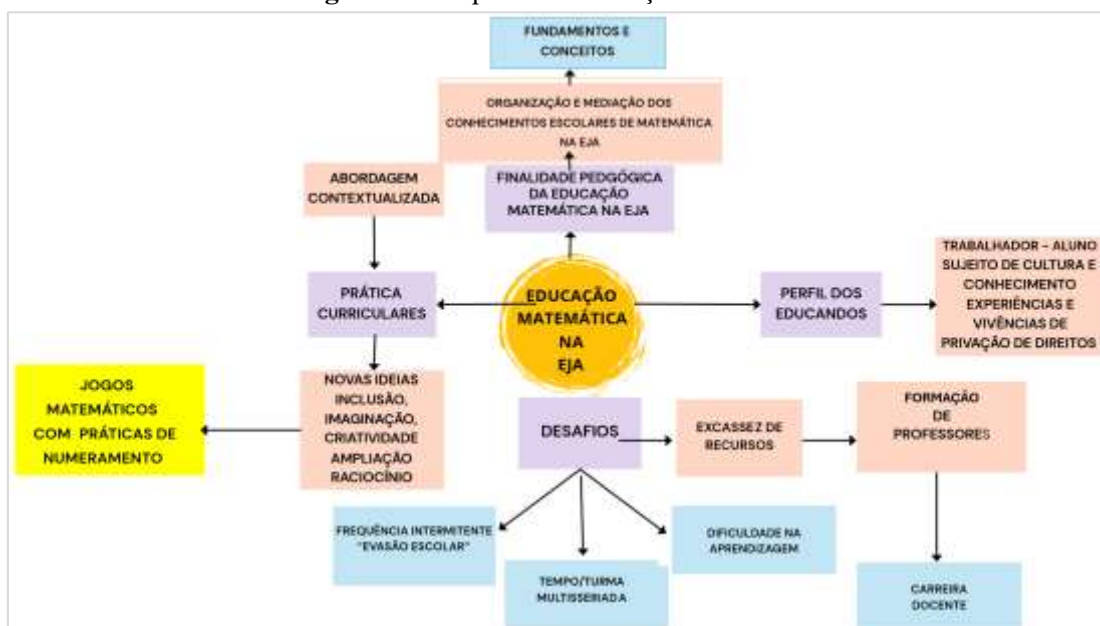 FUNDAMENTOS E
CONCEITOS
ORGANIZAÇÃO E MEDIAÇÃO DOS
CONHECIMENTOS ESCOLARES DE MATEMÁTICA
NA EJA
ABORDAGEM
CONTEXTUALIZADA
FINALIDADE PEDGÓGICA
DA EDUCAÇÃO
MATEMÁTICA NA EJA
PRÁTICA
CURRICULARES
EDUCAÇÃO
MATEMÁTICA
NA
EJA
PERFIL DOS
EDUCANDOS
TRABALHADOR – ALUNO
SUJEITO DE CULTURA E
CONHECIMENTO
EXPERIÊNCIAS E
VIVÊNCIAS DE
PRIVAÇÃO DE DIREITOS
JOGOS
MATEMÁTICOS
COM PRÁTICAS DE
NUMERAMENTO
NOVAS IDEIAS
INCLUSÃO,
IMAGINAÇÃO,
CRIATIVIDADE
AMPLIAÇÃO
RACIOCÍNIO
DESAFIOS
EXCASSEZ DE
RECURSOS
FORMAÇÃO
DE
PROFESSORES
FREQUÊNCIA INTERMITENTE
"EVASÃO ESCOLAR"
TEMPO/TURMA
MULTISSERIADA
DIFICULDADE NA
APRENDIZAGEM
CARREIRA
DOCENTE